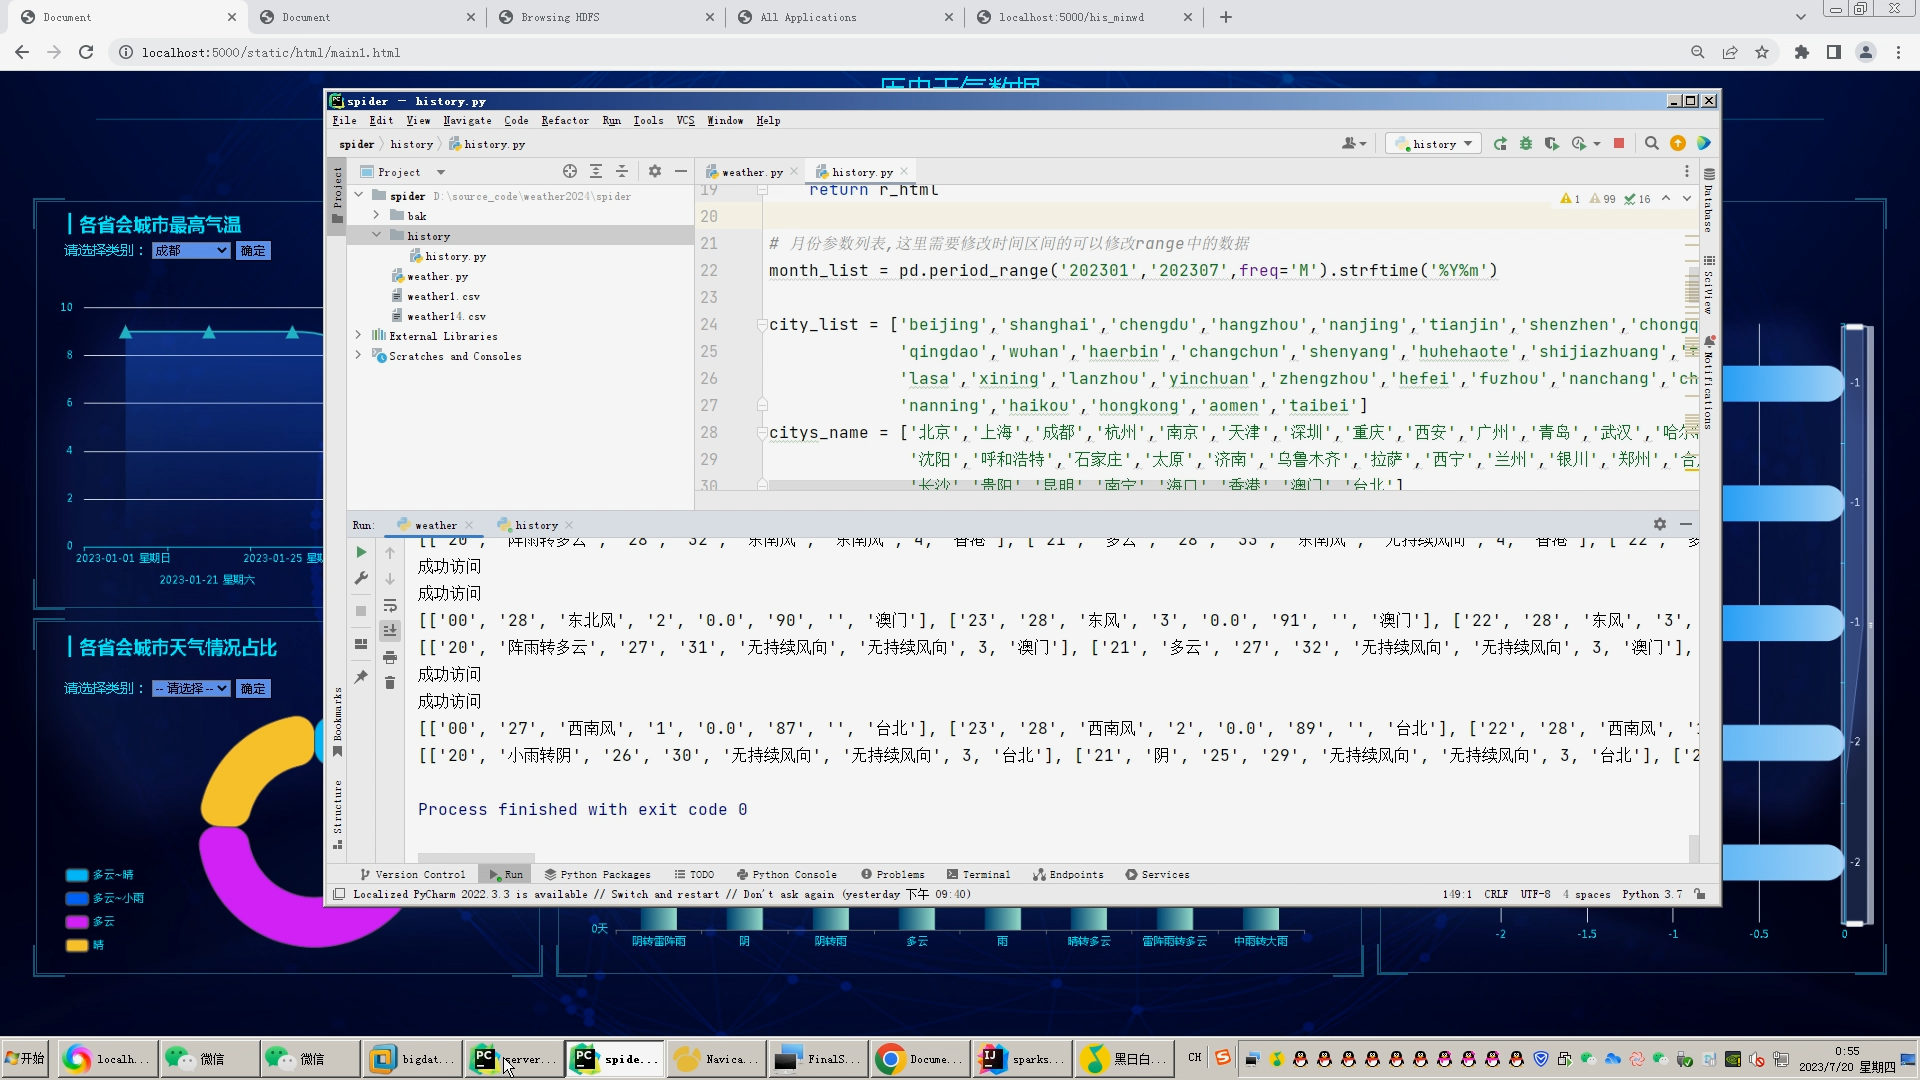 Document
Document
Browsing HDFS
All Applications
localhost:5000/his_minwd
localhost:5000/static/html/main1.html
历史天气数据
spider - history.py
File Edit View Navigate Code Refactor Run Tools VCS Window Help
spider history history.py
history
Project
weather.py
history.py
spider D:\source_code\weather2024\spider
bak
history
history.py
weather.py
weather1.csv
weather14.csv
External Libraries
Scratches and Consoles
1 99 16
19 return r_html
20
21 # 月份参数列表,这里需要修改时间区间的可以修改range中的数据
22 month_list = pd.period_range('202301','202307',freq='M').strftime('%Y%m')
23
24 city_list = ['beijing','shanghai','chengdu','hangzhou','nanjing','tianjin','shenzhen','chongq
25 'qingdao','wuhan','haerbin','changchun','shenyang','huhehaote','shijiazhuang','
26 'lasa','xining','lanzhou','yinchuan','zhengzhou','hefei','fuzhou','nanchang','ch
27 'nanning','haikou','hongkong','aomen','taibei']
28 citys_name = ['北京','上海','成都','杭州','南京','天津','深圳','重庆','西安','广州','青岛','武汉','哈尔
29 '沈阳','呼和浩特','石家庄','太原','济南','乌鲁木齐','拉萨','西宁','兰州','银川','郑州','合
30 '长沙','贵阳','昆明','南宁','海口','香港','澳门','台北']
Project
Bookmarks
Structure
Database
SciView
Notifications
Run: weather history
[['20', '阵雨转多云', '28', '32', '东南风', '东南风', 4, '香港'], ['21', '多云', '28', '33', '东南风', '无持续风向', 4, '香港'], ['22', '多
成功访问
成功访问
[['00', '28', '东北风', '2', '0.0', '90', '', '澳门'], ['23', '28', '东风', '3', '0.0', '91', '', '澳门'], ['22', '28', '东风', '3',
[['20', '阵雨转多云', '27', '31', '无持续风向', '无持续风向', 3, '澳门'], ['21', '多云', '27', '32', '无持续风向', '无持续风向', 3, '澳门'],
成功访问
成功访问
[['00', '27', '西南风', '1', '0.0', '87', '', '台北'], ['23', '28', '西南风', '2', '0.0', '89', '', '台北'], ['22', '28', '西南风',
[['20', '小雨转阴', '26', '30', '无持续风向', '无持续风向', 3, '台北'], ['21', '阴', '25', '29', '无持续风向', '无持续风向', 3, '台北'], ['2
Process finished with exit code 0
Version Control Run Python Packages TODO Python Console Problems Terminal Endpoints Services
Localized PyCharm 2022.3.3 is available // Switch and restart // Don't ask again (yesterday 下午 09:40)
149:1 CRLF UTF-8 4 spaces Python 3.7
各省会城市最高气温
请选择类别： 成都 确定
10
8
6
4
2
0
2023-01-01 星期日
2023-01-21 星期六
2023-01-25 星期
各省会城市天气情况占比
请选择类别： -- 请选择 -- 确定
多云~晴
多云~小雨
多云
晴
0天
阴转雷阵雨 阴 阴转雨 多云 雨 晴转多云 雷阵雨转多云 中雨转大雨
-1
-1
-1
-2
-2
-2 -1.5 -1 -0.5 0
开始 localh... 微信 微信 bigdat... server... spide... Navica... FinalS... Docume... sparks... 黑白白... CH
0:55
2023/7/20 星期四